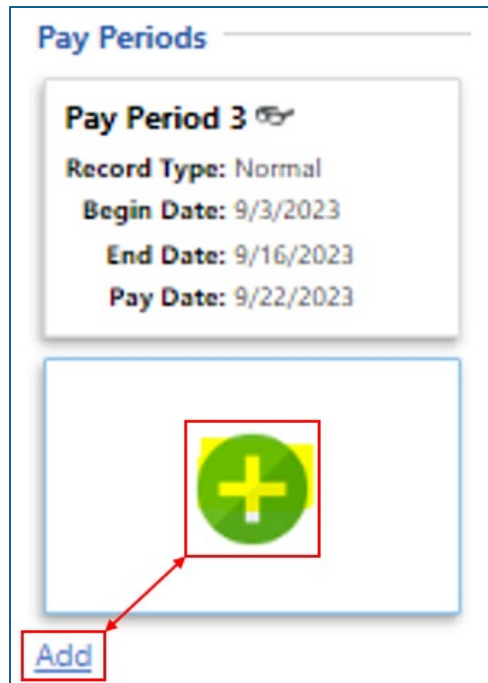 Pay Periods
Pay Period 3
Record Type: Normal
Begin Date: 9/3/2023
End Date: 9/16/2023
Pay Date: 9/22/2023
Add